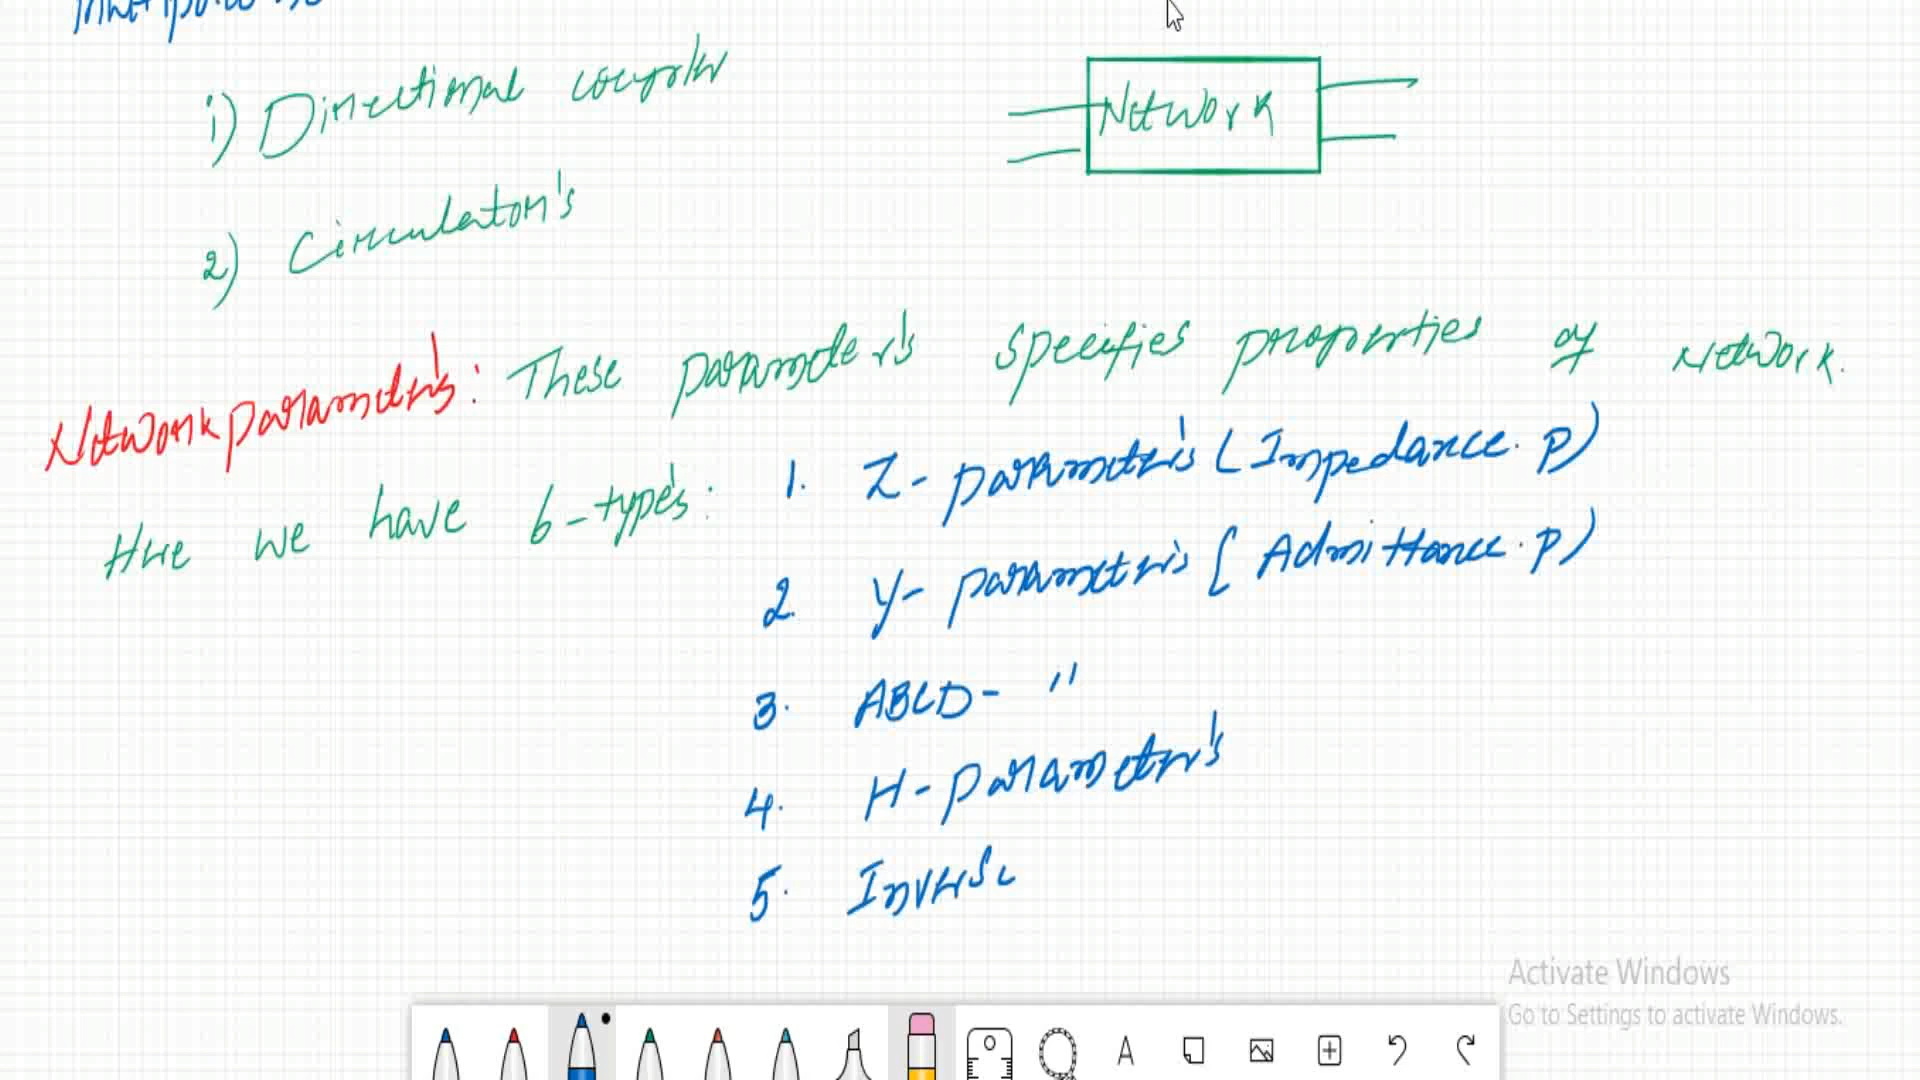 1) Directional coupler
Network
2) Circulator's
Network parameter's: These parameter's specifies properties of Network.
Here we have 6-type's:
1. Z- parameter's (Impedance. p)
2. Y- parameter's [Admittance. p)
3. ABCD- "
4. H-parameter's
5. Inverse
Activate Windows
Go to Settings to activate Windows.